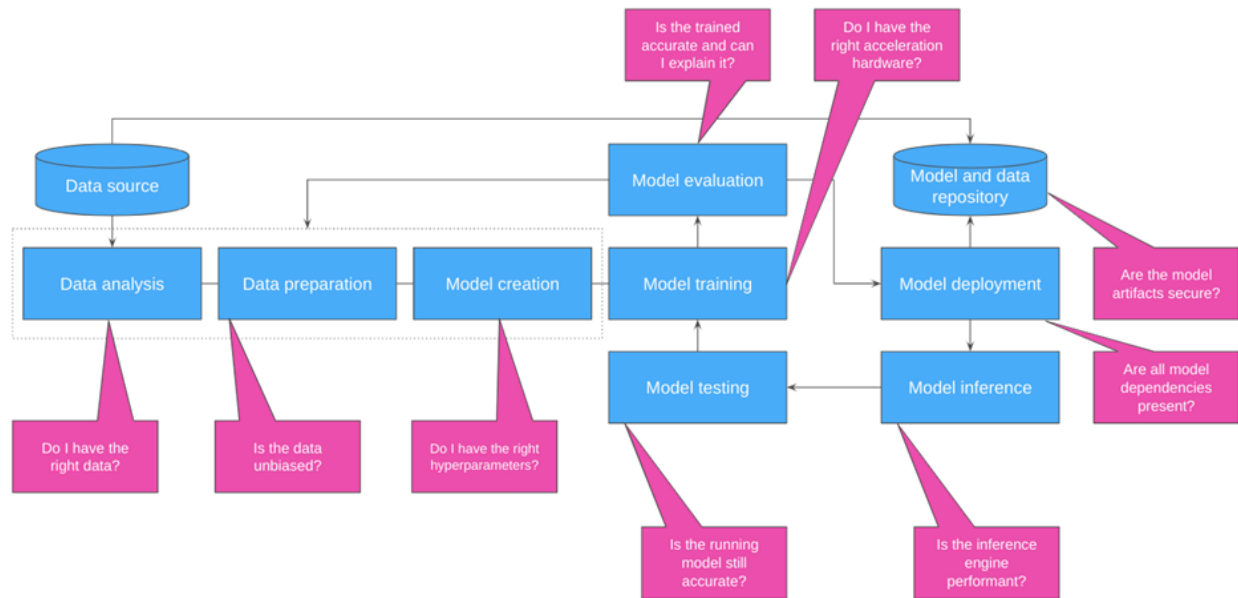 Is the trained
accurate and can
I explain it?
Do I have the
right acceleration
hardware?
Data source
Model evaluation
Model and data
repository
Data analysis
Data preparation
Model creation
Model training
Model deployment
Are the model
artifacts secure?
Model testing
Model inference
Are all model
dependencies
present?
Do I have the
right data?
Is the data
unbiased?
Do I have the right
hyperparameters?
Is the running
model still
accurate?
Is the inference
engine
performant?